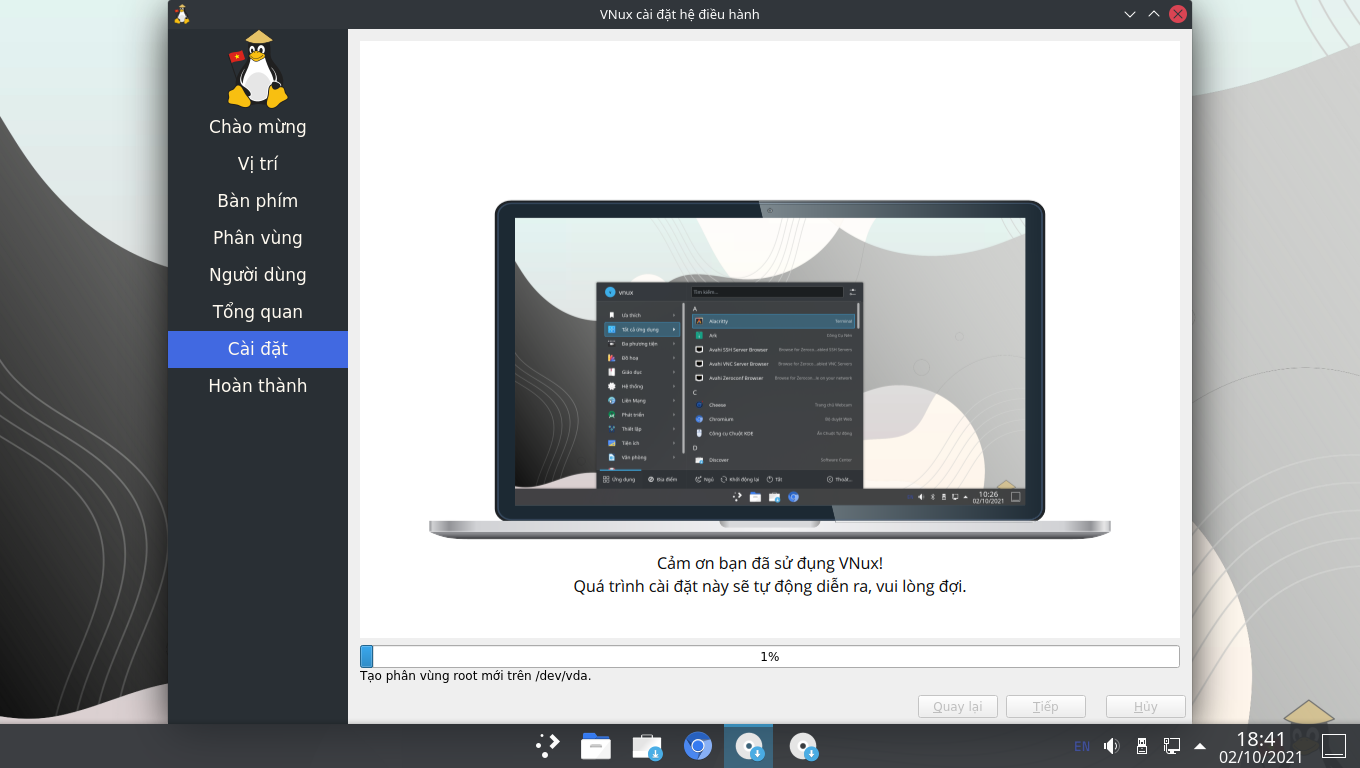 VNux cài đặt hệ điều hành
Chào mừng
Vị trí
Bàn phím
Phân vùng
Người dùng
Tổng quan
Cài đặt
Hoàn thành
vnux
Tìm kiếm...
Ưa thích
Tất cả ứng dụng
Đa phương tiện
Đồ hoạ
Giáo dục
Hệ thống
Liên Mạng
Phát triển
Thiết lập
Tiện ích
Văn phòng
A
Alacritty Terminal
Ark
Avahi SSH Server Browser
Avahi VNC Server Browser
Avahi Zeroconf Browser
C
Cheese
Chromium
Công cụ Chuột KDE
D
Discover Software Center
Ứng dụng Địa điểm Ngủ Khởi động lại Tắt Thoát...
10:26
02/10/2021
Cảm ơn bạn đã sử đụng VNux!
Quá trình cài đặt này sẽ tự động diễn ra, vui lòng đợi.
1%
Tạo phân vùng root mới trên /dev/vda.
Quay lại Tiếp Hủy
EN
18:41
02/10/2021